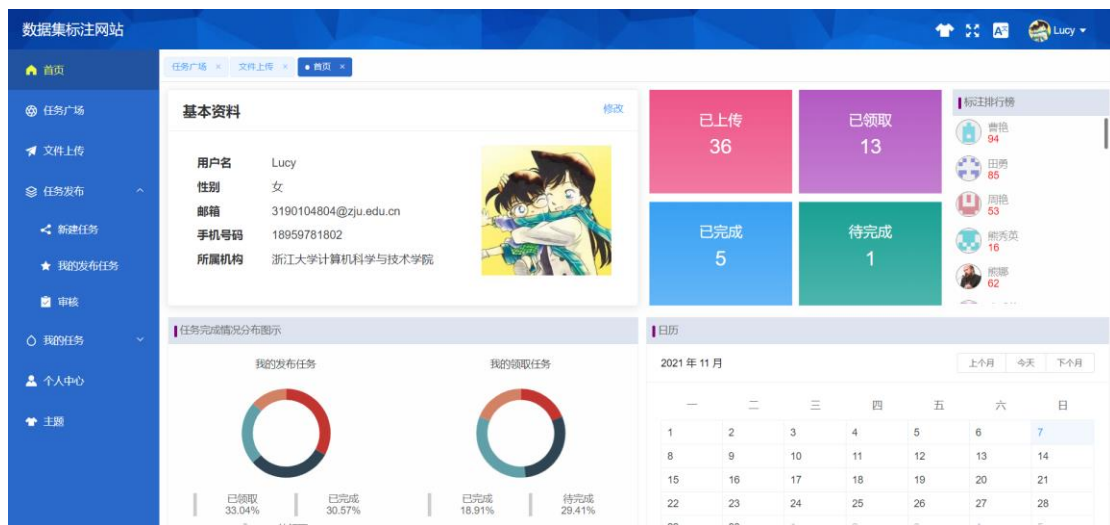 数据集标注网站
Lucy
首页
任务广场
文件上传
任务发布
新建任务
我的发布任务
审核
我的任务
个人中心
主题
任务广场 × 文件上传 × 首页 ×
基本资料 修改
用户名 Lucy
性别 女
邮箱 3190104804@zju.edu.cn
手机号码 18959781802
所属机构 浙江大学计算机科学与技术学院
已上传
36
已领取
13
已完成
5
待完成
1
标注排行榜
曹艳
94
田勇
85
周艳
53
熊秀英
16
熊娜
62
任务完成情况分布图示
我的发布任务 我的领取任务
已领取 已完成 已完成 待完成
33.04% 30.57% 18.91% 29.41%
日历
2021 年 11 月 上个月 今天 下个月
一 二 三 四 五 六 日
1 2 3 4 5 6 7
8 9 10 11 12 13 14
15 16 17 18 19 20 21
22 23 24 25 26 27 28